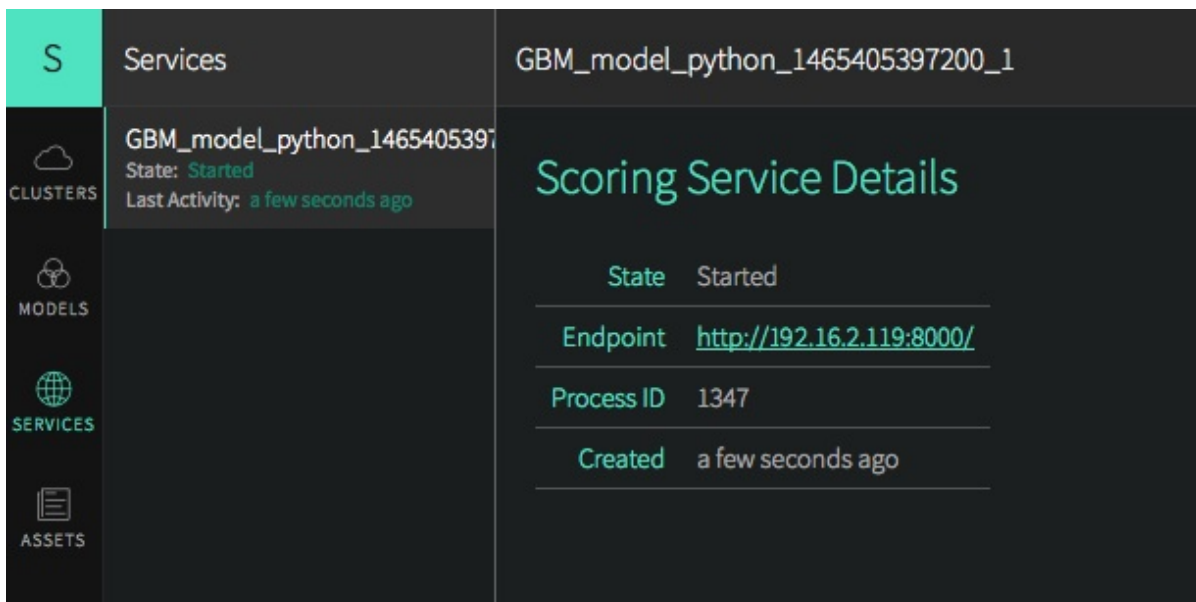 S
CLUSTERS
MODELS
SERVICES
ASSETS
Services
GBM_model_python_1465405397
State: Started
Last Activity: a few seconds ago
GBM_model_python_1465405397200_1
Scoring Service Details
State Started
Endpoint http://192.16.2.119:8000/
Process ID 1347
Created a few seconds ago